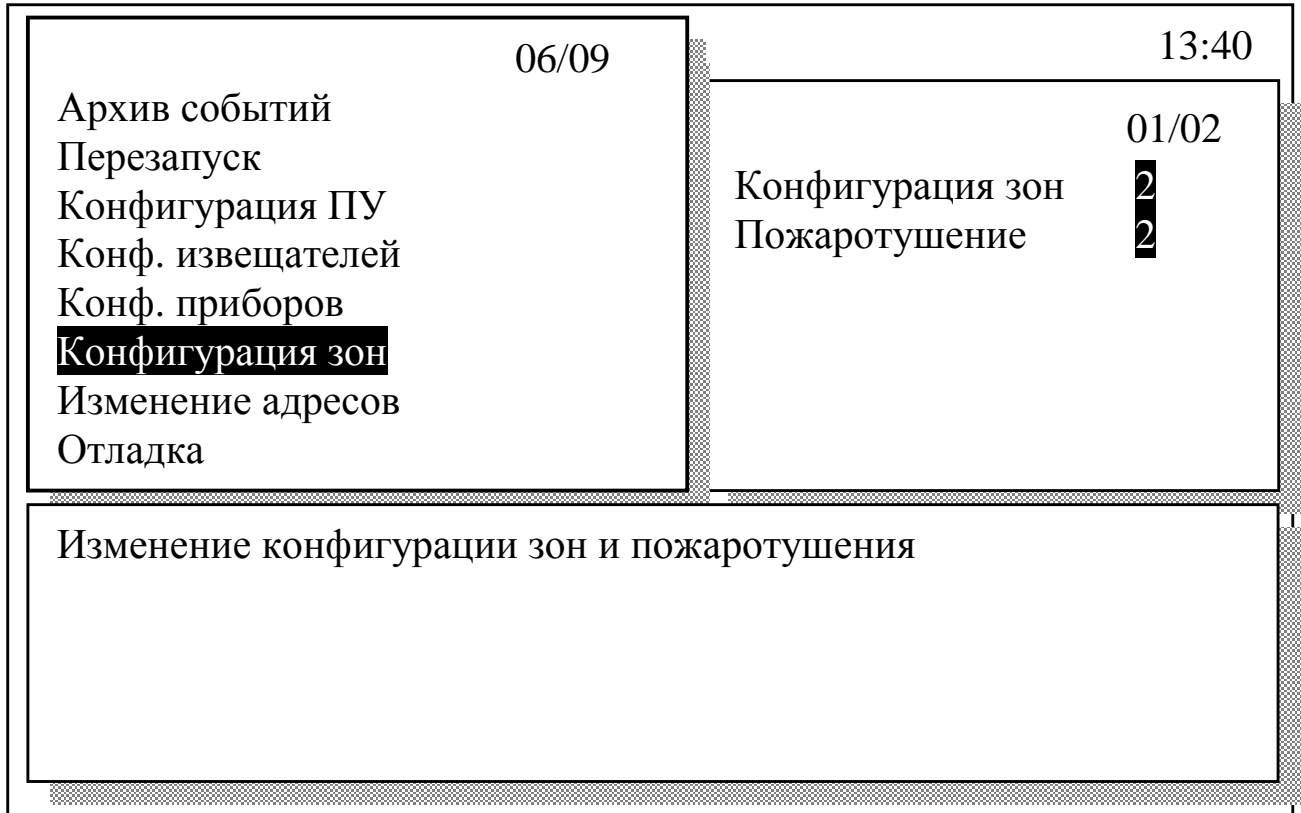 06/09
Архив событий
Перезапуск
Конфигурация ПУ
Конф. извещателей
Конф. приборов
Конфигурация зон
Изменение адресов
Отладка
13:40
01/02
Конфигурация зон 2
Пожаротушение 2
Изменение конфигурации зон и пожаротушения